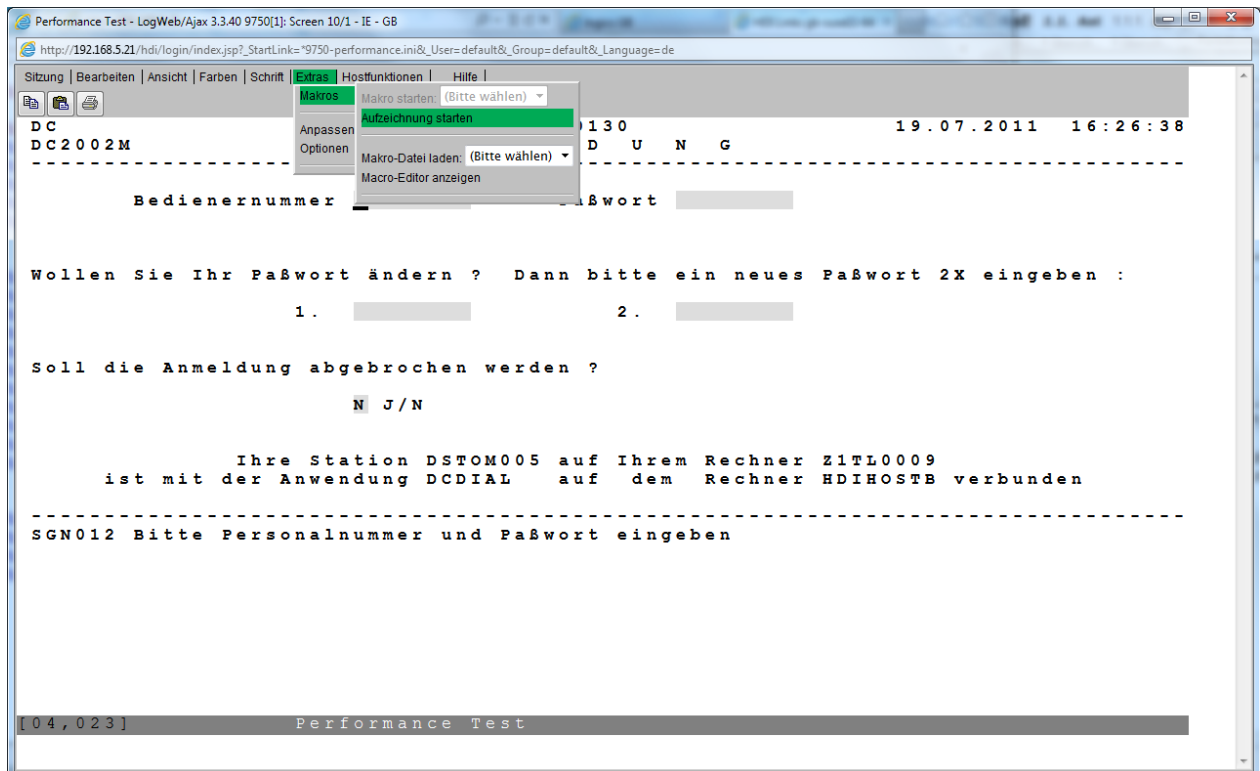 Performance Test - LogWeb/Ajax 3.3.40 9750[1]: Screen 10/1 - IE - GB
http://192.168.5.21/hdi/login/index.jsp?_StartLink=*9750-performance.ini&_User=default&_Group=default&_Language=de
Sitzung | Bearbeiten | Ansicht | Farben | Schrift | Extras | Hostfunktionen | Hilfe |
Makros
Anpassen
Optionen
Makro starten: (Bitte wählen)
Aufzeichnung starten
Makro-Datei laden: (Bitte wählen)
Macro-Editor anzeigen
DC 0130 19.07.2011 16:26:38
DC2002M D U N G
Bedienernummer aßwort
Wollen Sie Ihr Paßwort ändern ? Dann bitte ein neues Paßwort 2X eingeben :
1. 2.
Soll die Anmeldung abgebrochen werden ?
N J/N
Ihre Station DSTOM005 auf Ihrem Rechner Z1TL0009
ist mit der Anwendung DCDIAL auf dem Rechner HDIHOSTB verbunden
SGN012 Bitte Personalnummer und Paßwort eingeben
[04,023] Performance Test